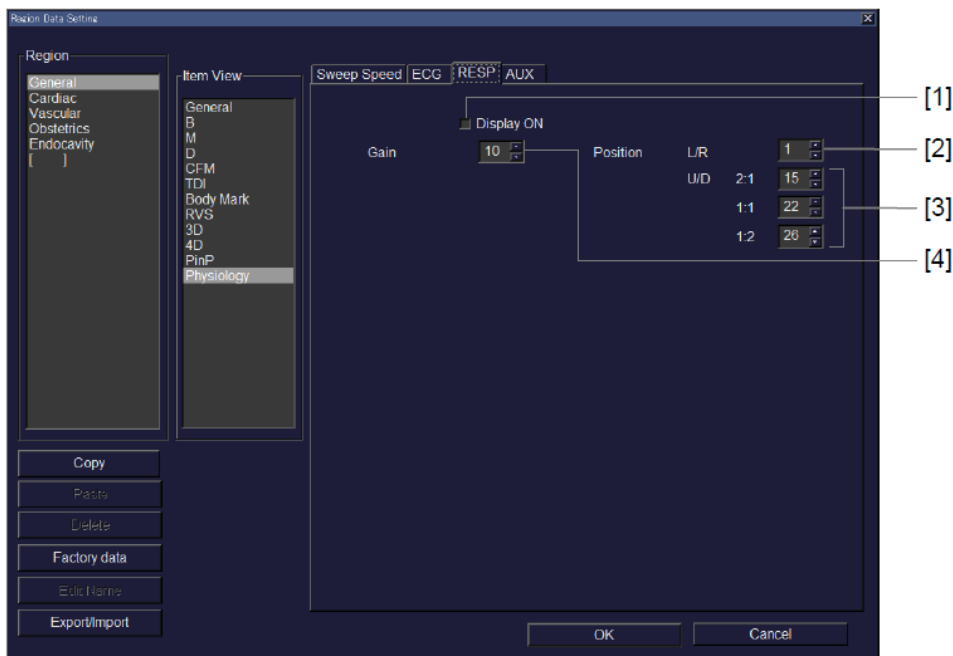 Region Data Setting
Region
General
Cardiac
Vascular
Obstetrics
Endocavity
[ ]
Item View
General
B
M
D
CFM
TDI
Body Mark
RVS
3D
4D
PinP
Physiology
Sweep Speed ECG RESP AUX
Display ON
Gain 10 Position L/R 1
U/D 2:1 15
1:1 22
1:2 26
[1]
[2]
[3]
[4]
Copy
Paste
Delete
Factory data
Edit Name
Export/Import
OK Cancel